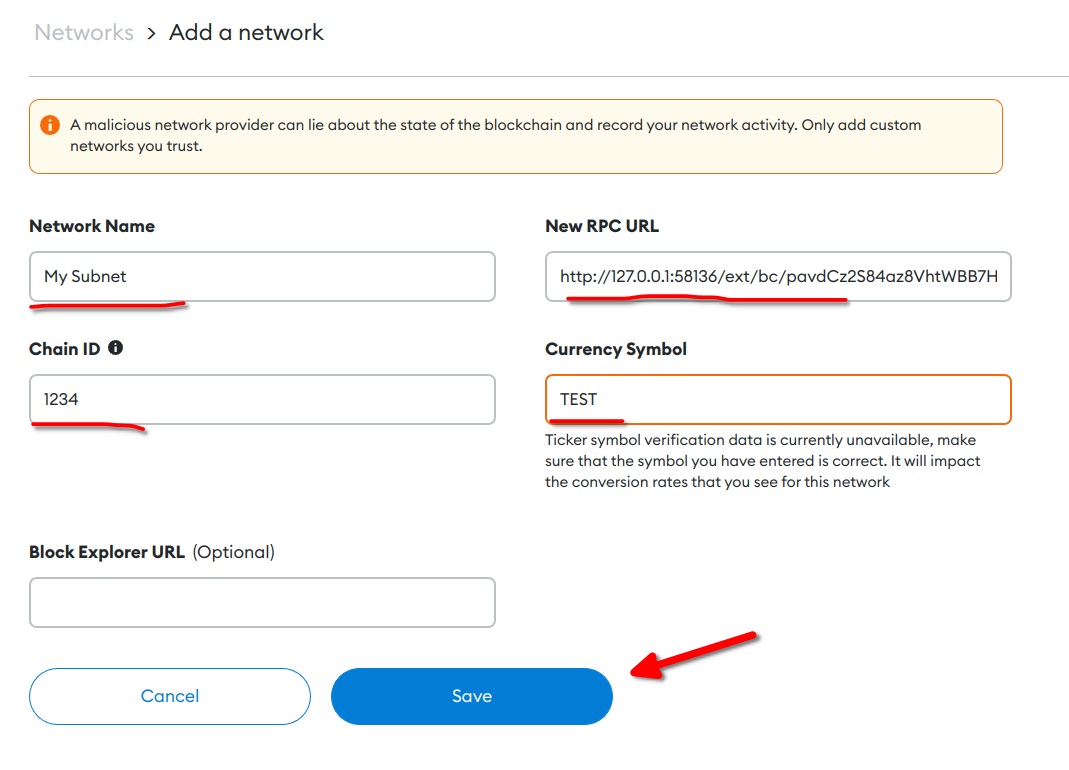 Networks > Add a network
A malicious network provider can lie about the state of the blockchain and record your network activity. Only add custom
networks you trust.
Network Name
My Subnet
New RPC URL
http://127.0.0.1:58136/ext/bc/pavdCz2S84az8VhtWBB7H
Chain ID
1234
Currency Symbol
TEST
Ticker symbol verification data is currently unavailable, make
sure that the symbol you have entered is correct. It will impact
the conversion rates that you see for this network
Block Explorer URL (Optional)
Cancel
Save